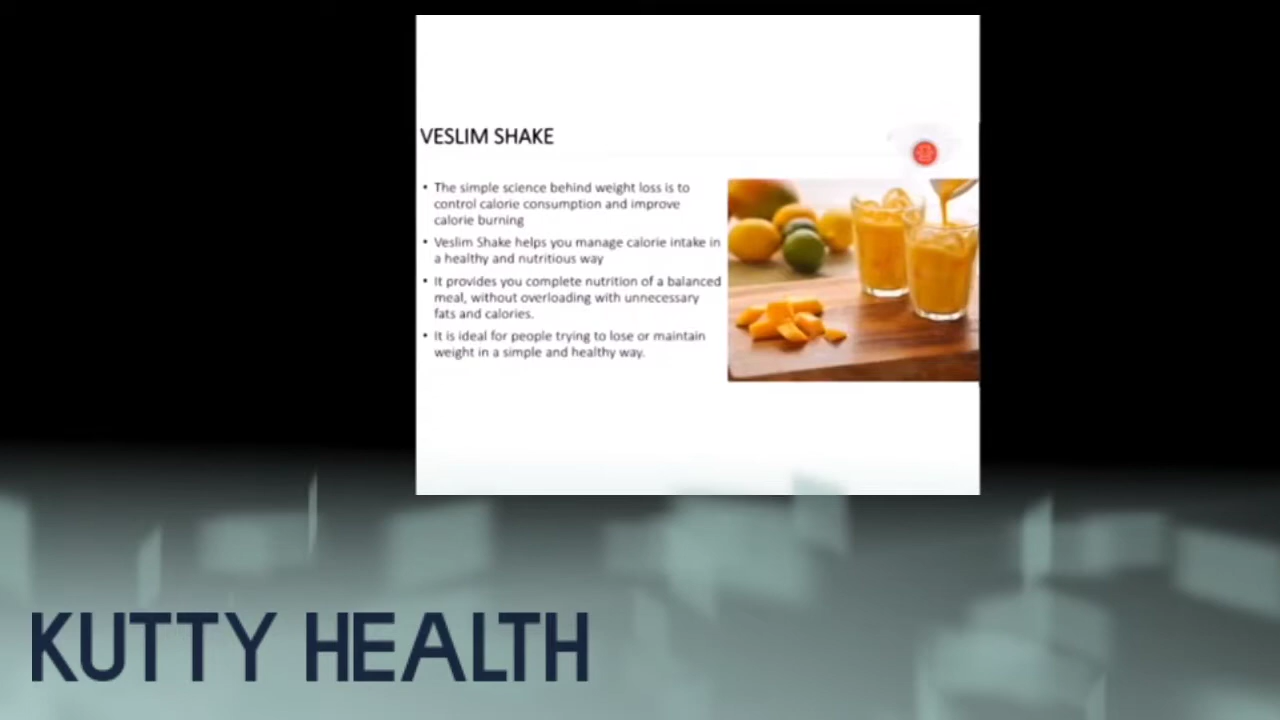 VESLIM SHAKE
• The simple science behind weight loss is to
control calorie consumption and improve
calorie burning
• Veslim Shake helps you manage calorie intake in
a healthy and nutritious way
• It provides you complete nutrition of a balanced
meal, without overloading with unnecessary
fats and calories.
• It is ideal for people trying to lose or maintain
weight in a simple and healthy way.
KUTTY HEALTH